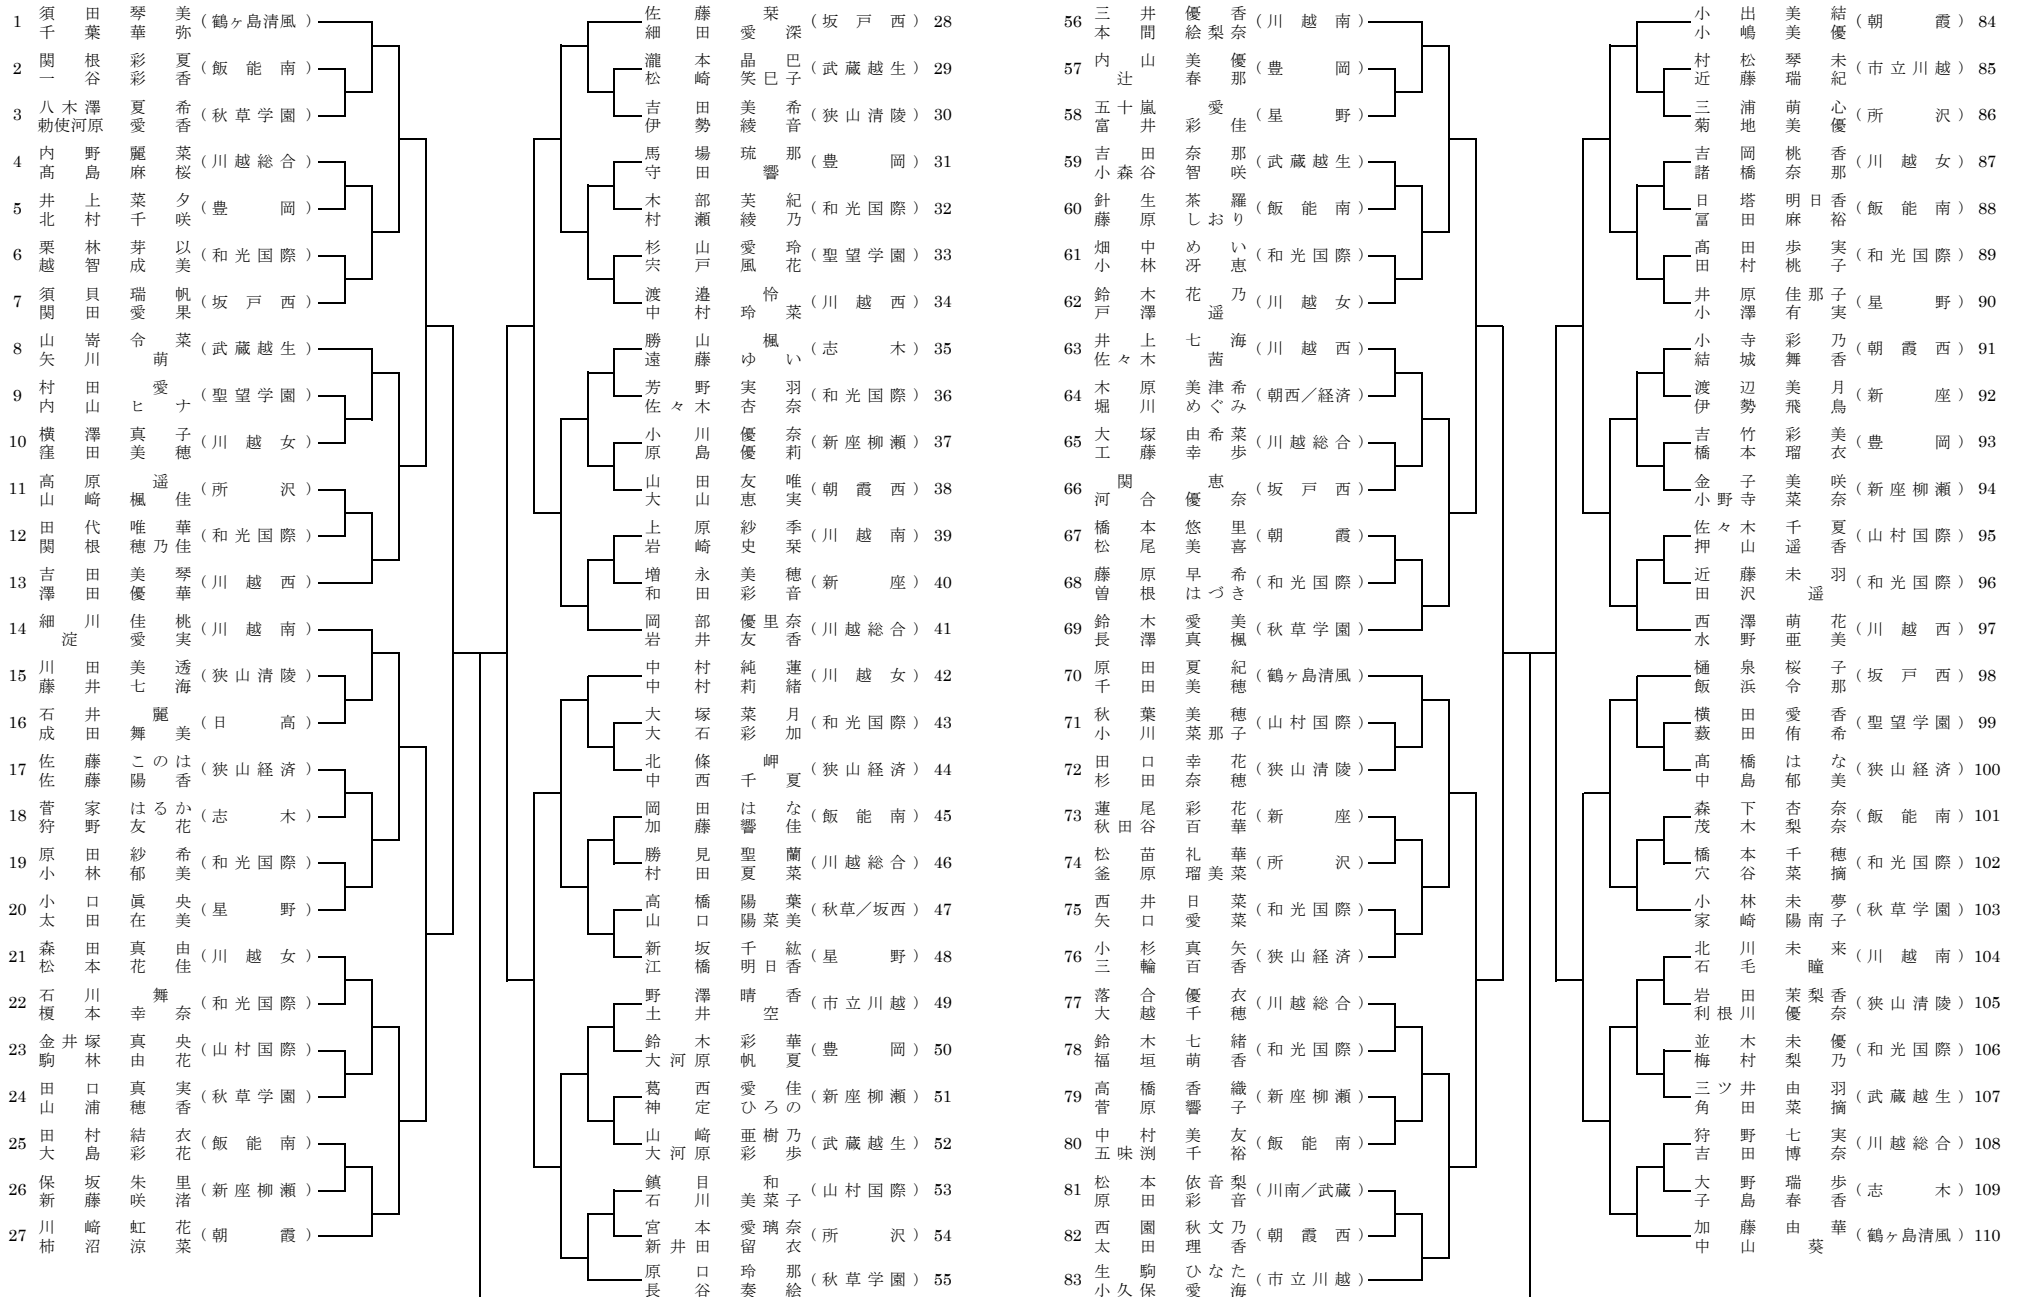 1 須田琴美 (鶴ヶ島清風)
千葉華弥
2 関根彩夏 (飯能南)
一谷彩香
3 八木澤夏希 (秋草学園)
勅使河原愛香
4 内野麗菜 (川越総合)
髙島麻桜
5 井上菜夕 (豊岡)
北村千咲
6 栗林芽以 (和光国際)
越智成美
7 須貝瑞帆 (坂戸西)
関田愛果
8 山嵜令菜 (武蔵越生)
矢川萌
9 村田愛 (聖望学園)
内山ヒナ
10 横澤真子 (川越女)
窪田美穂
11 高原遥 (所沢)
山﨑楓佳
12 田代唯華 (和光国際)
関根穂乃佳
13 吉田美琴 (川越西)
澤田優華
14 細川佳桃 (川越南)
淀愛実
15 川田美透 (狭山清陵)
藤井七海
16 石井麗 (日高)
成田舞美
17 佐藤このは (狭山経済)
佐藤陽香
18 菅家はるか (志木)
狩野友花
19 原田紗希 (和光国際)
小林郁美
20 小口眞央 (星野)
太田在美
21 森田真由 (川越女)
松本花佳
22 石川舞 (和光国際)
榎本幸奈
23 金井塚真央 (山村国際)
駒林由花
24 田口真実 (秋草学園)
山浦穂香
25 田村結衣 (飯能南)
大島彩花
26 保坂朱里 (新座柳瀬)
新藤咲渚
27 川﨑虹花 (朝霞)
柿沼涼菜
佐藤栞 (坂戸西) 28
細田愛深
瀧本晶巴 (武蔵越生) 29
松崎笑巳子
吉田美希 (狭山清陵) 30
伊勢綾音
馬場琉那 (豊岡) 31
守田響
木部芙紀 (和光国際) 32
村瀬綾乃
杉山愛玲 (聖望学園) 33
宍戸風花
渡邉怜 (川越西) 34
中村玲菜
勝山楓 (志木) 35
遠藤ゆい
芳野実羽 (和光国際) 36
佐々木杏奈
小川優奈 (新座柳瀬) 37
原島優莉
山田友唯 (朝霞西) 38
大山恵実
上原紗季 (川越南) 39
岩崎史栞
増永美穂 (新座) 40
和田彩音
岡部優里奈 (川越総合) 41
岩井友香
中村純蓮 (川越女) 42
中村莉緒
大塚菜月 (和光国際) 43
大石彩加
北條岬 (狭山経済) 44
中西千夏
岡田はな (飯能南) 45
加藤響佳
勝見聖蘭 (川越総合) 46
村田夏菜
高橋陽葉 (秋草／坂西) 47
山口陽菜美
新坂千紘 (星野) 48
江橋明日香
野澤晴香 (市立川越) 49
土井空
鈴木彩華 (豊岡) 50
大河原帆夏
葛西愛佳 (新座柳瀬) 51
神定ひろの
山﨑亜樹乃 (武蔵越生) 52
大河原彩歩
鎮目和 (山村国際) 53
石川美菜子
宮本愛璃奈 (所沢) 54
新井田留衣
原口玲那 (秋草学園) 55
長谷奏絵
56 三井優香 (川越南)
本間絵梨奈
57 内山美優 (豊岡)
辻春那
58 五十嵐愛 (星野)
富井彩佳
59 吉田奈那 (武蔵越生)
小森谷智咲
60 針生茶羅 (飯能南)
藤原しおり
61 畑中めい (和光国際)
小林冴恵
62 鈴木花乃 (川越女)
戸澤遥
63 井上七海 (川越西)
佐々木茜
64 木原美津希 (朝西／経済)
堀川めぐみ
65 大塚由希菜 (川越総合)
工藤幸歩
66 関恵 (坂戸西)
河合優奈
67 橋本悠里 (朝霞)
松尾美喜
68 藤原早希 (和光国際)
曽根はづき
69 鈴木愛美 (秋草学園)
長澤真楓
70 原田夏紀 (鶴ヶ島清風)
千田美穂
71 秋葉美穂 (山村国際)
小川菜那子
72 田口幸花 (狭山清陵)
杉田奈穂
73 蓮尾彩花 (新座)
秋田谷百華
74 松苗礼華 (所沢)
釜原瑠美菜
75 西井日菜 (和光国際)
矢口愛菜
76 小杉真矢 (狭山経済)
三輪百香
77 落合優衣 (川越総合)
大越千穂
78 鈴木七緒 (和光国際)
福垣萌香
79 高橋香織 (新座柳瀬)
菅原響子
80 中村美友 (飯能南)
五味渕千裕
81 松本依音梨 (川南／武蔵)
原田彩音
82 西園秋文乃 (朝霞西)
太田理香
83 生駒ひなた (市立川越)
小久保愛海
小出美結 (朝霞) 84
小嶋美優
村松琴未 (市立川越) 85
近藤瑞紀
三浦萌心 (所沢) 86
菊地美優
吉岡桃香 (川越女) 87
諸橋奈那
日塔明日香 (飯能南) 88
冨田麻裕
髙田歩実 (和光国際) 89
田村桃子
井原佳那子 (星野) 90
小澤有実
小寺彩乃 (朝霞西) 91
結城舞香
渡辺美月 (新座) 92
伊勢飛鳥
吉竹彩美 (豊岡) 93
橋本瑠衣
金子美咲 (新座柳瀬) 94
小野寺菜奈
佐々木千夏 (山村国際) 95
押山遥香
近藤未羽 (和光国際) 96
田沢遥
西澤萌花 (川越西) 97
水野亜美
樋泉桜子 (坂戸西) 98
飯浜令那
横田愛香 (聖望学園) 99
薮田侑希
髙橋はな (狭山経済) 100
中島郁美
森下杏奈 (飯能南) 101
茂木梨奈
橋本千穂 (和光国際) 102
穴谷菜摘
小林未夢 (秋草学園) 103
家崎陽南子
北川未来 (川越南) 104
石毛瞳
岩田茉梨香 (狭山清陵) 105
利根川優奈
並木未優 (和光国際) 106
梅村梨乃
三ツ井由羽 (武蔵越生) 107
角田菜摘
狩野七実 (川越総合) 108
吉田博奈
大野瑞歩 (志木) 109
子島春香
加藤由華 (鶴ヶ島清風) 110
中山葵